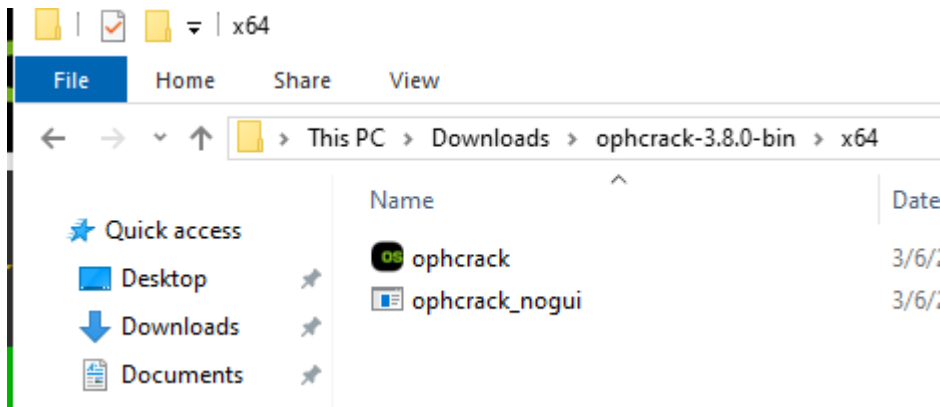 x64
File Home Share View
This PC > Downloads > ophcrack-3.8.0-bin > x64
Name Date
Quick access
OS ophcrack 3/6/2
Desktop
ophcrack_nogui 3/6/2
Downloads
Documents